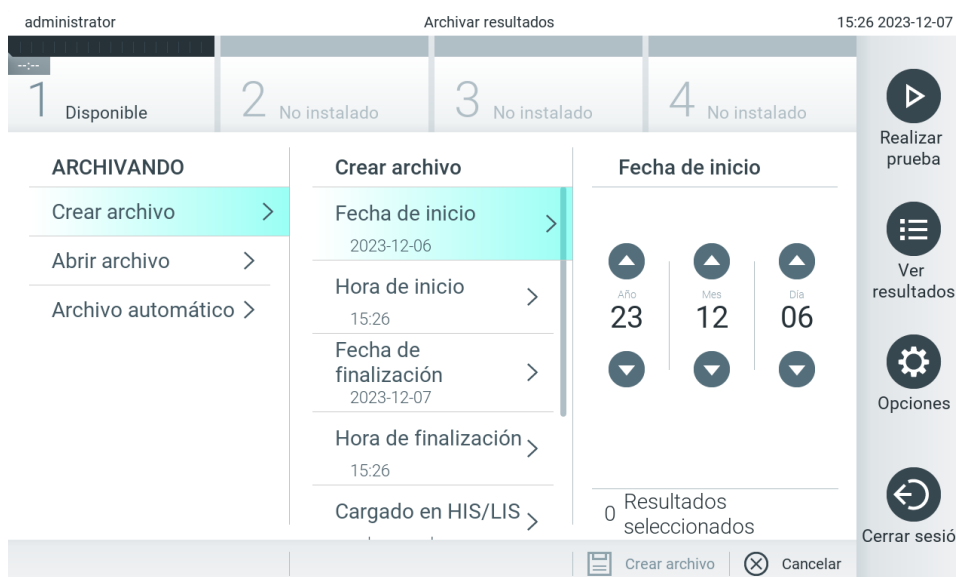 administrator
Archivar resultados
15:26 2023-12-07
--:--
1 Disponible
2 No instalado
3 No instalado
4 No instalado
ARCHIVANDO
Crear archivo
Abrir archivo
Archivo automático
Crear archivo
Fecha de inicio
2023-12-06
Hora de inicio
15:26
Fecha de
finalización
2023-12-07
Hora de finalización
15:26
Cargado en HIS/LIS
Fecha de inicio
Año Mes Día
23 12 06
0 Resultados
seleccionados
Crear archivo
Cancelar
Realizar
prueba
Ver
resultados
Opciones
Cerrar sesió